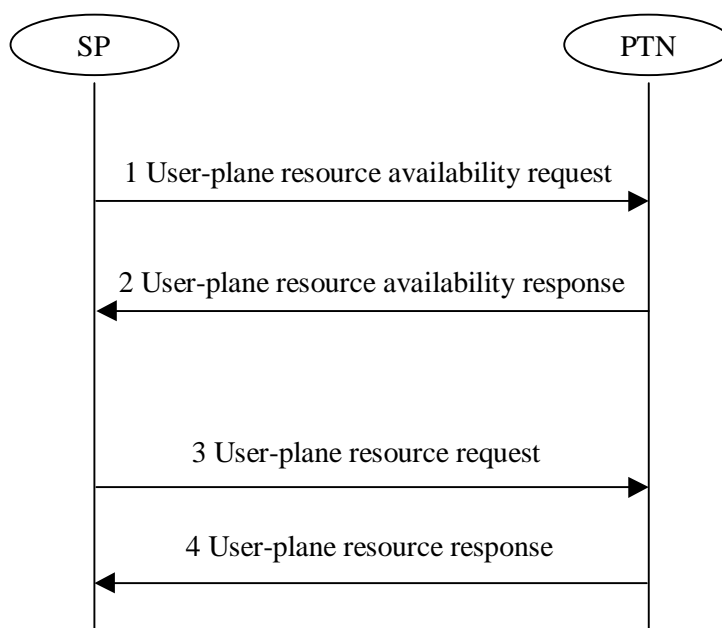 SP
PTN
1 User-plane resource availability request
2 User-plane resource availability response
3 User-plane resource request
4 User-plane resource response